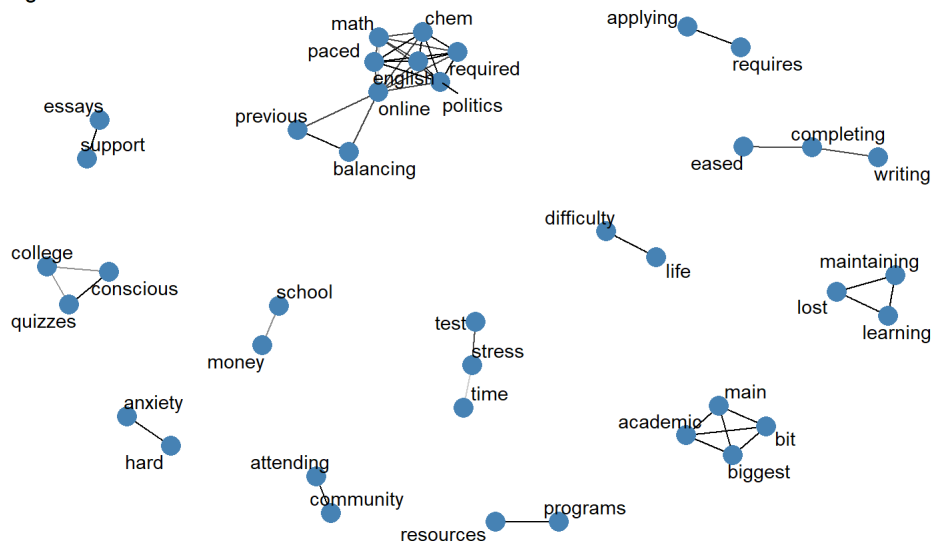 math
chem
applying
paced
required
requires
english
online
politics
essays
previous
support
balancing
completing
eased
writing
difficulty
life
college
conscious
quizzes
maintaining
lost
learning
school
money
test
stress
time
main
academic
bit
biggest
anxiety
hard
attending
community
programs
resources